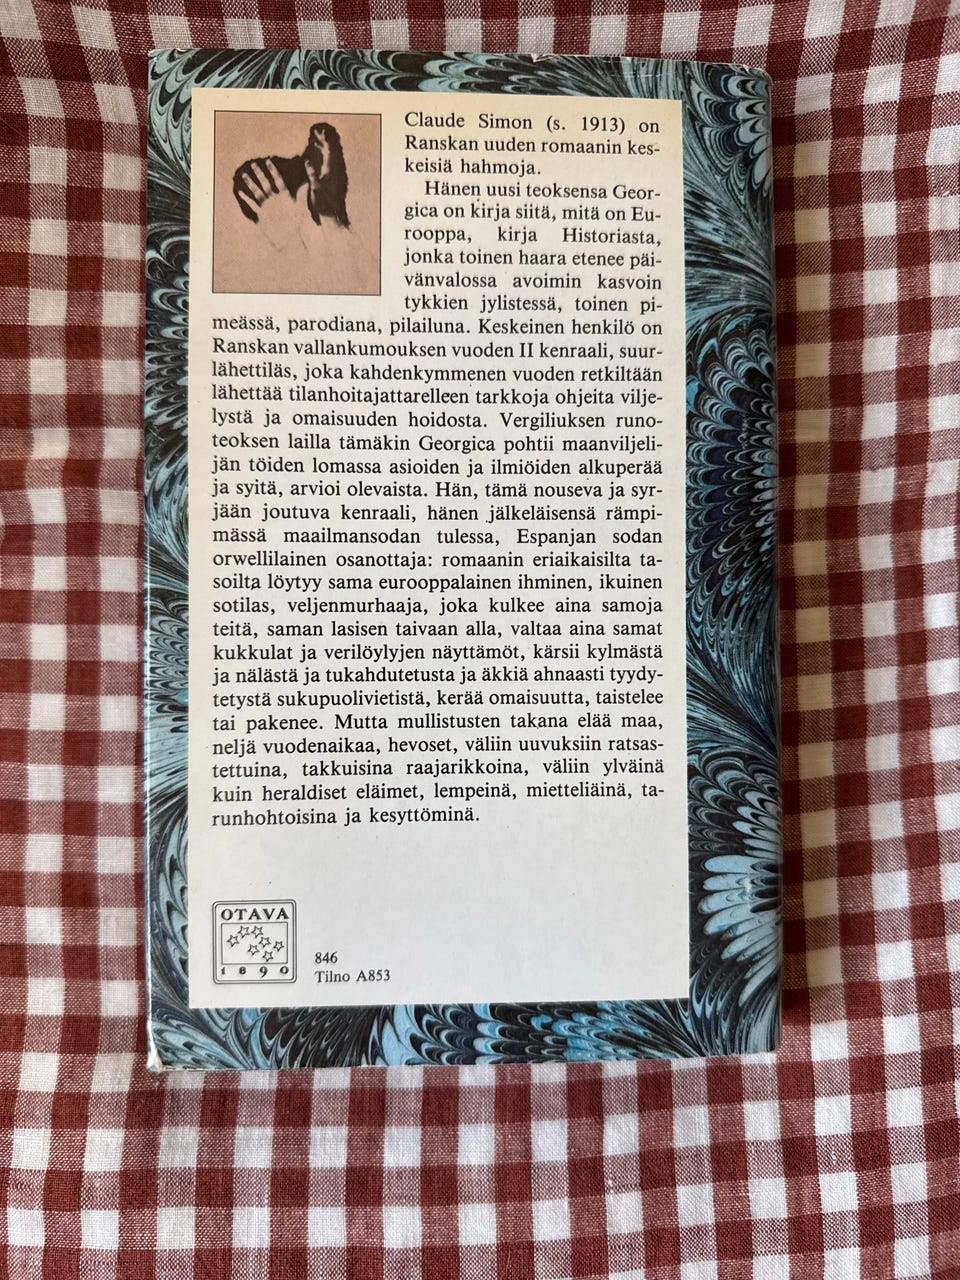 Claude Simon (s. 1913) on
Ranskan uuden romaanin kes-
keisiä hahmoja.
Hänen uusi teoksensa Geor-
gica on kirja siitä, mitä on Eu-
rooppa, kirja Historiasta,
jonka toinen haara etenee päi-
vänvalossa avoimin kasvoin
tykkien jylistessä, toinen pi-
meässä, parodiana, pilailuna. Keskeinen henkilö on
Ranskan vallankumouksen vuoden II kenraali, suur-
lähettiläs, joka kahdenkymmenen vuoden retkiltään
lähettää tilanhoitajattarelleen tarkkoja ohjeita vilje-
lystä ja omaisuuden hoidosta. Vergiliuksen runo-
teoksen lailla tämäkin Georgica pohtii maanviljeli-
jän töiden lomassa asioiden ja ilmiöiden alkuperää
ja syitä, arvioi olevaista. Hän, tämä nouseva ja syr-
jään joutuva kenraali, hänen jälkeläisensä rämpi-
mässä maailmansodan tulessa, Espanjan sodan
orwellilainen osanottaja: romaanin eriaikaisilta ta-
soilta löytyy sama eurooppalainen ihminen, ikuinen
sotilas, veljenmurhaaja, joka kulkee aina samoja
teitä, saman lasisen taivaan alla, valtaa aina samat
kukkulat ja verilöylyjen näyttämöt, kärsii kylmästä
ja nälästä ja tukahdutetusta ja äkkiä ahnaasti tyydy-
tetystä sukupuolivietistä, kerää omaisuutta, taistelee
tai pakenee. Mutta mullistusten takana elää maa,
neljä vuodenaikaa, hevoset, väliin uuvuksiin ratsas-
tettuina, takkuisina raajarikkoina, väliin ylväinä
kuin heraldiset eläimet, lempeinä, mietteliäinä, ta-
runhohtoisina ja kesyttöminä.
OTAVA
1890
846
Tilno A853